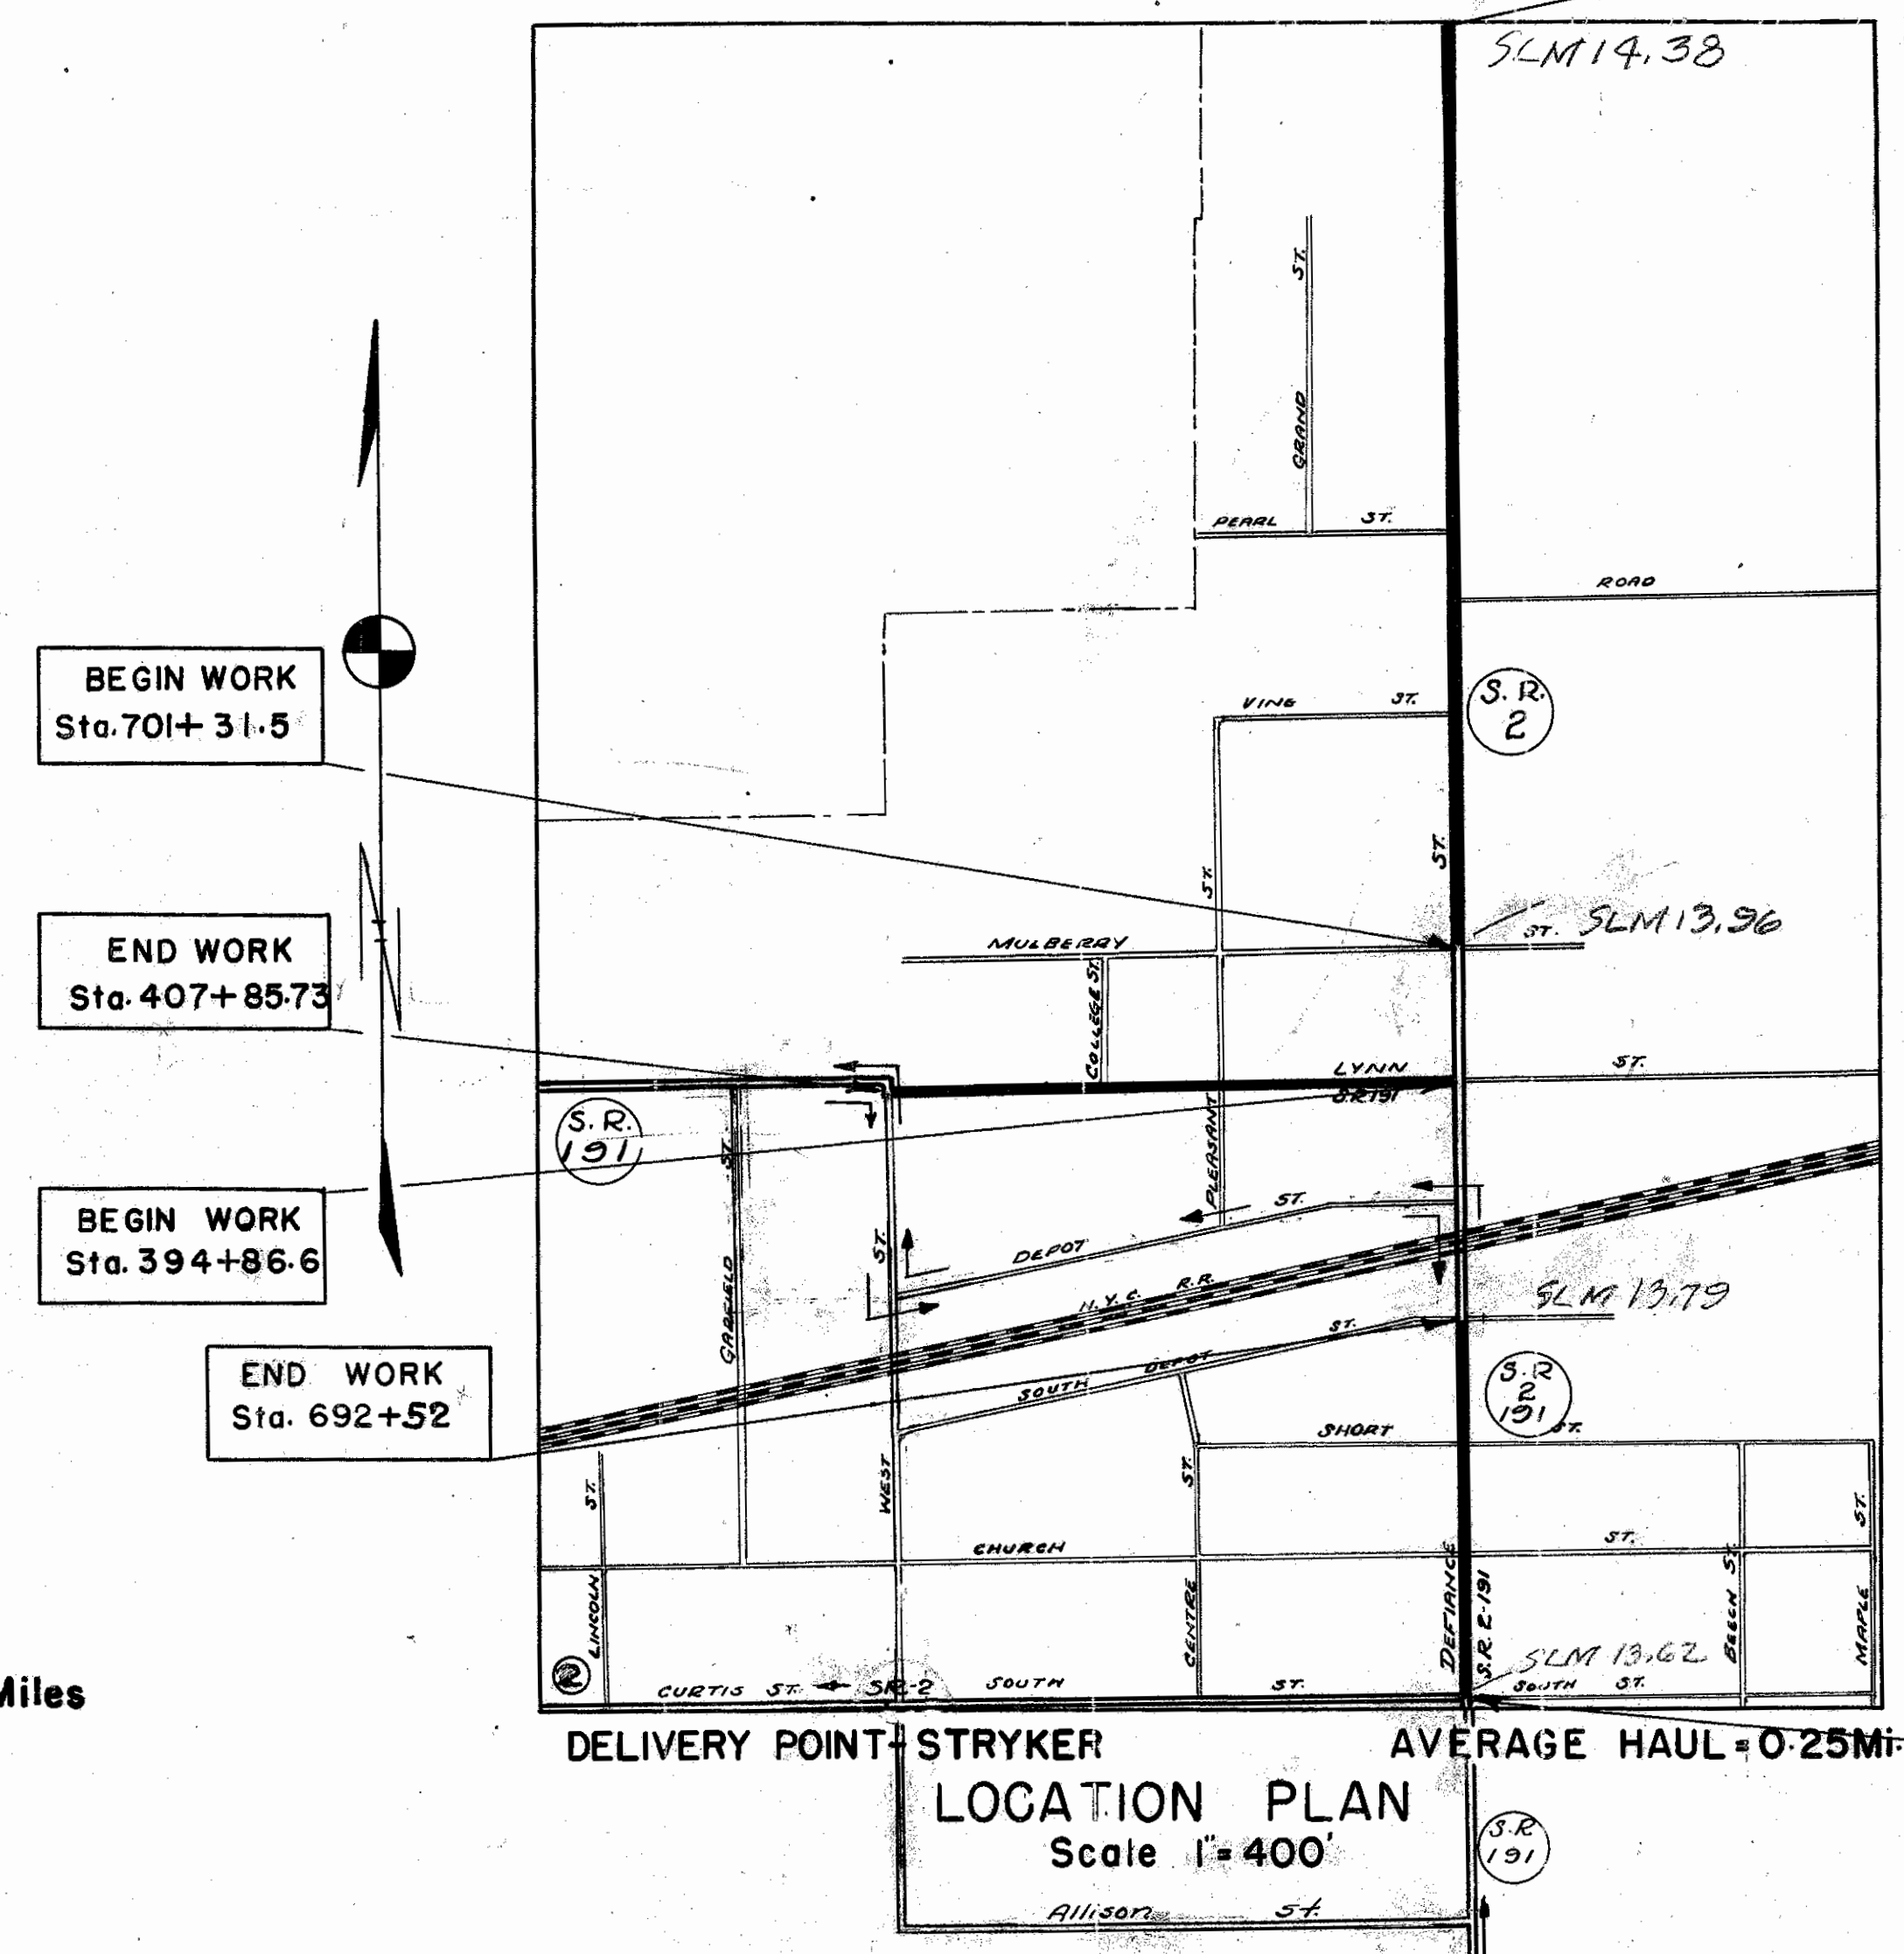 SLM 14.38
ST.
GRAND
PEARL ST.
ROAD
BEGIN WORK
Sta. 701+31.5
VINE ST.
S.R.
2
ST.
ST.
END WORK
Sta. 407+85.73
MULBERRY ST.
SLM 13.96
COLLEGE ST.
LYNN ST.
SR 191
S.R.
191
ST.
PLEASANT
BEGIN WORK
Sta. 394+86.6
ST.
DEPOT ST.
GARFIELD
N.Y.C. R.R.
SLM 13.79
END WORK
Sta. 692+52
SOUTH DEPOT ST.
S.R
2
191
SHORT ST.
ST.
WEST
ST.
ST.
CHURCH ST.
LINCOLN
CENTRE
DEFIANCE
S.R. 2-191
ST.
MAPLE
SLM 13.62
2
CURTIS ST. SR-2 SOUTH ST.
SOUTH ST.
Miles
DELIVERY POINT-STRYKER
AVERAGE HAUL=0.25Mi.
LOCATION PLAN
Scale 1"=400'
S.R
191
Allison St.